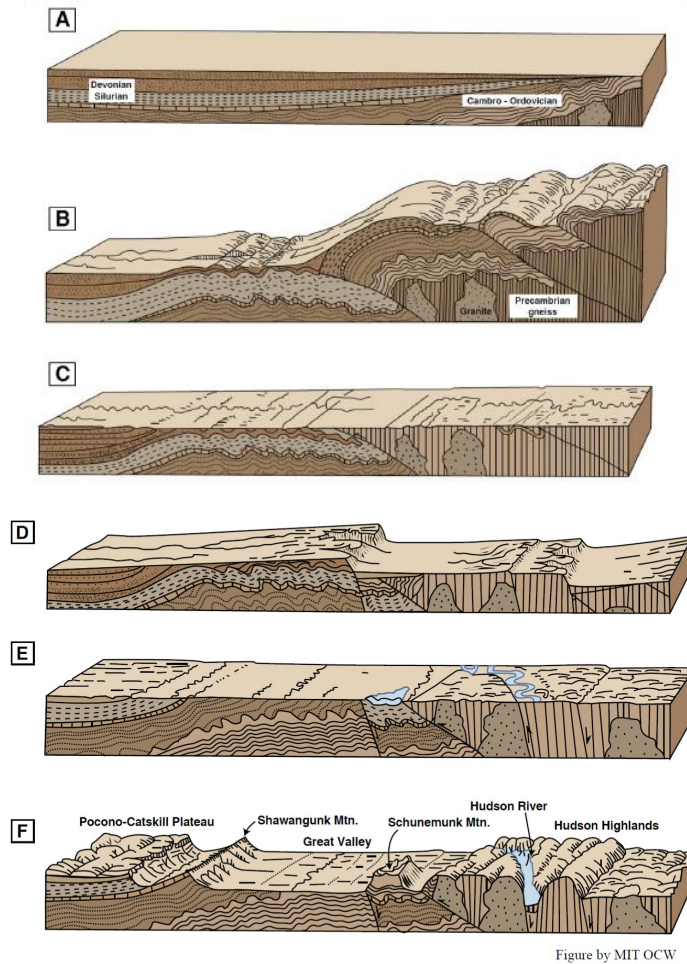 A
Devonian
Silurian
Cambro - Ordovician
B
Granite
Precambrian
gneiss
C
D
E
F
Pocono-Catskill Plateau
Shawangunk Mtn.
Great Valley
Schunemunk Mtn.
Hudson River
Hudson Highlands
Figure by MIT OCW